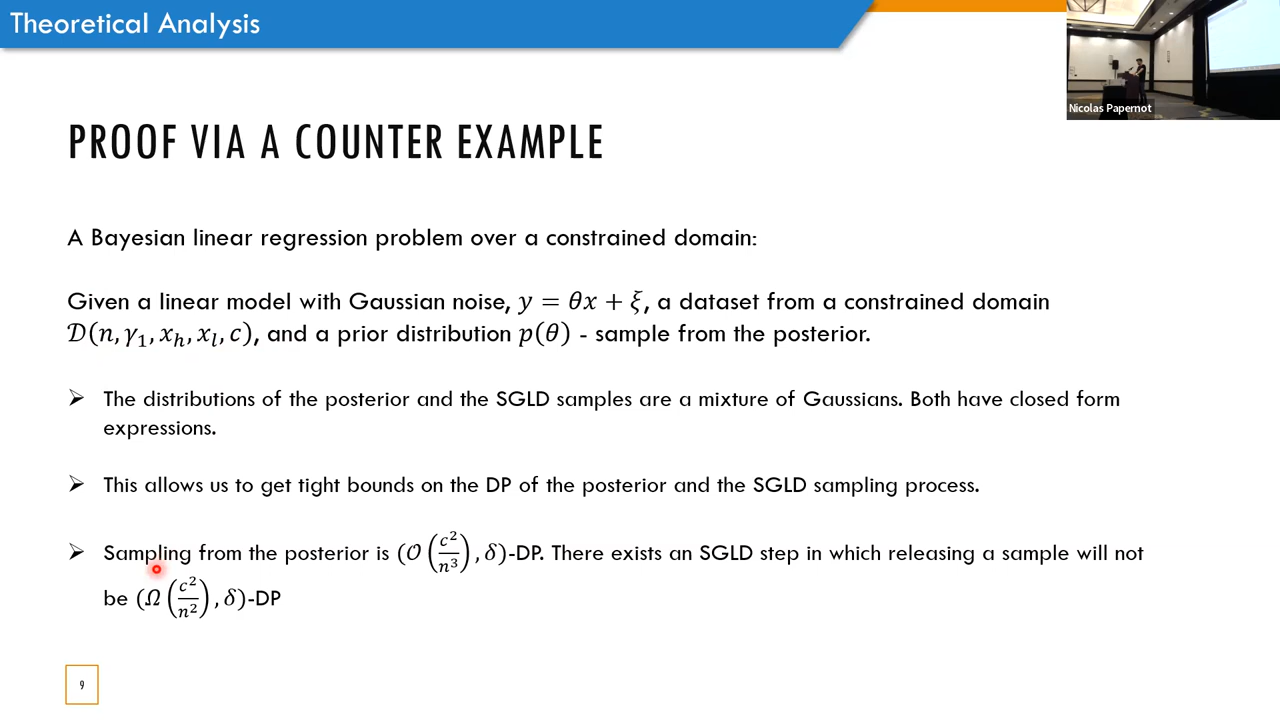 Theoretical Analysis
Nicolas Papernot
PROOF VIA A COUNTER EXAMPLE
A Bayesian linear regression problem over a constrained domain:
Given a linear model with Gaussian noise, y = θx + ξ, a dataset from a constrained domain
𝒟(n, γ₁, xₕ, xₗ, c), and a prior distribution p(θ) - sample from the posterior.
➢ The distributions of the posterior and the SGLD samples are a mixture of Gaussians. Both have closed form
expressions.
➢ This allows us to get tight bounds on the DP of the posterior and the SGLD sampling process.
➢ Sampling from the posterior is (𝒪(c²/n³), δ)-DP. There exists an SGLD step in which releasing a sample will not
be (Ω(c²/n²), δ)-DP
9